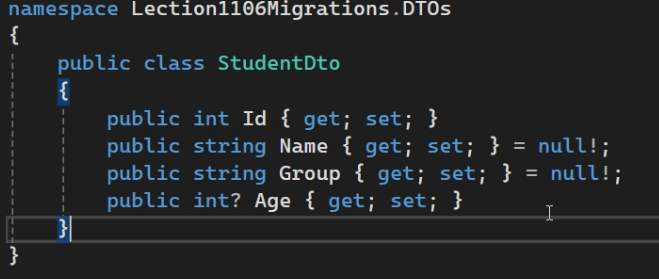 namespace Lection1106Migrations.DTOs
{
public class StudentDto
{
public int Id { get; set; }
public string Name { get; set; } = null!;
public string Group { get; set; } = null!;
public int? Age { get; set; }
}
}